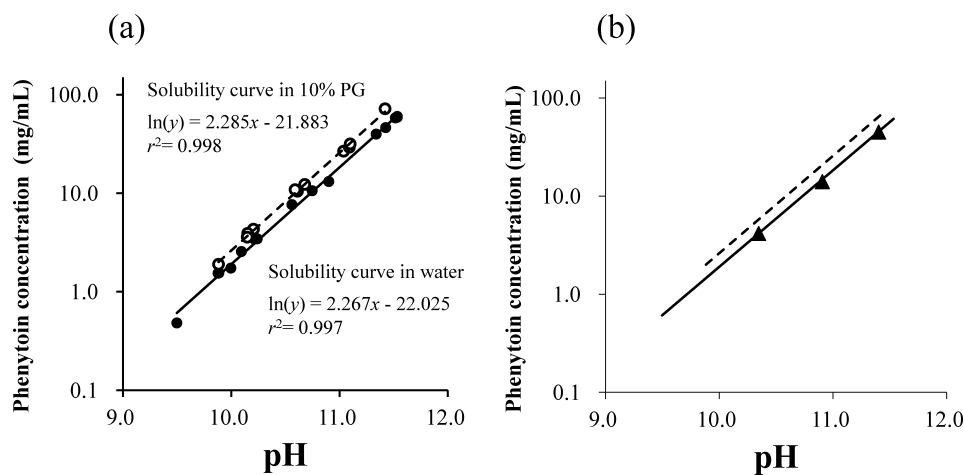 (a)
Phenytoin concentration (mg/mL)
100.0
10.0
1.0
0.1
Solubility curve in 10% PG
ln(y) = 2.285x - 21.883
r²= 0.998
Solubility curve in water
ln(y) = 2.267x - 22.025
r²= 0.997
9.0 10.0 11.0 12.0
pH
(b)
Phenytoin concentration (mg/mL)
100.0
10.0
1.0
0.1
9.0 10.0 11.0 12.0
pH